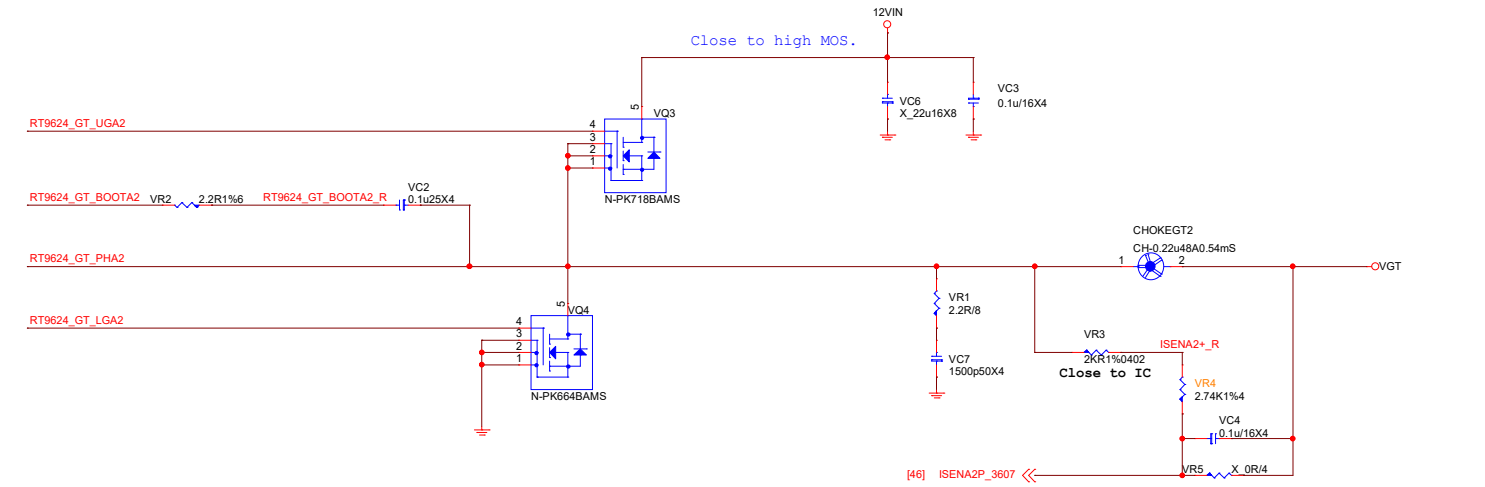 12VIN
Close to high MOS.
VC3
0.1u/16X4
VC6
X_22u16X8
5
VQ3
RT9624_GT_UGA2
4
3
2
1
N-PK718BAMS
RT9624_GT_BOOTA2
VR2
2.2R1%6
RT9624_GT_BOOTA2_R
VC2
0.1u25X4
CHOKEGT2
CH-0.22u48A0.54mS
RT9624_GT_PHA2
1
2
VGT
5
VQ4
RT9624_GT_LGA2
4
3
2
1
N-PK664BAMS
VR1
2.2R/8
VC7
1500p50X4
VR3
2KR1%0402
Close to IC
ISENA2+_R
VR4
2.74K1%4
VC4
0.1u/16X4
[46] ISENA2P_3607
VR5
X_0R/4